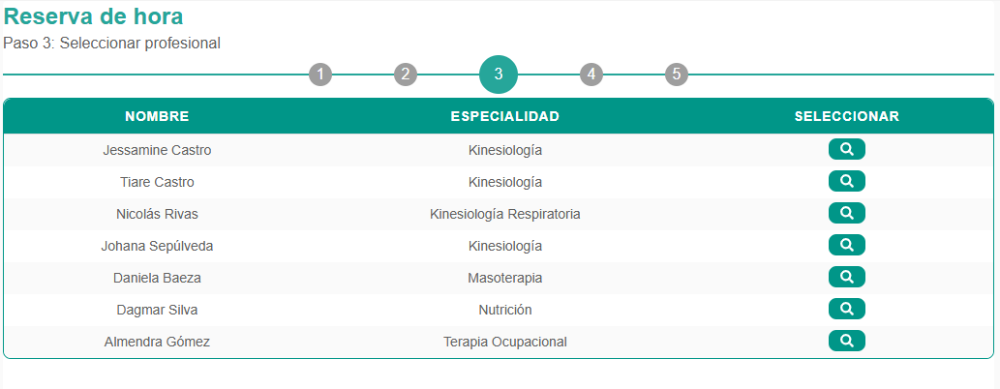 Reserva de hora
Paso 3: Seleccionar profesional
1 2 3 4 5
NOMBRE ESPECIALIDAD SELECCIONAR
Jessamine Castro Kinesiología
Tiare Castro Kinesiología
Nicolás Rivas Kinesiología Respiratoria
Johana Sepúlveda Kinesiología
Daniela Baeza Masoterapia
Dagmar Silva Nutrición
Almendra Gómez Terapia Ocupacional